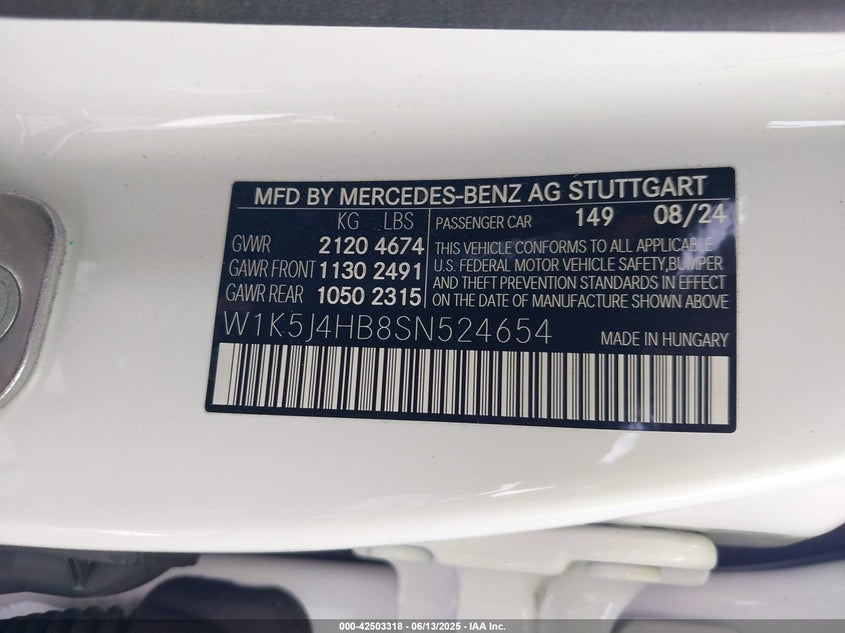 MFD BY MERCEDES-BENZ AG STUTTGART
KG LBS
GVWR 2120 4674
GAWR FRONT 1130 2491
GAWR REAR 1050 2315
PASSENGER CAR 149 08/24
THIS VEHICLE CONFORMS TO ALL APPLICABLE
U.S. FEDERAL MOTOR VEHICLE SAFETY,BUMPER
AND THEFT PREVENTION STANDARDS IN EFFECT
ON THE DATE OF MANUFACTURE SHOWN ABOVE
W1K5J4HB8SN524654
MADE IN HUNGARY
000-42503318 | 06/13/2025 - IAA Inc.